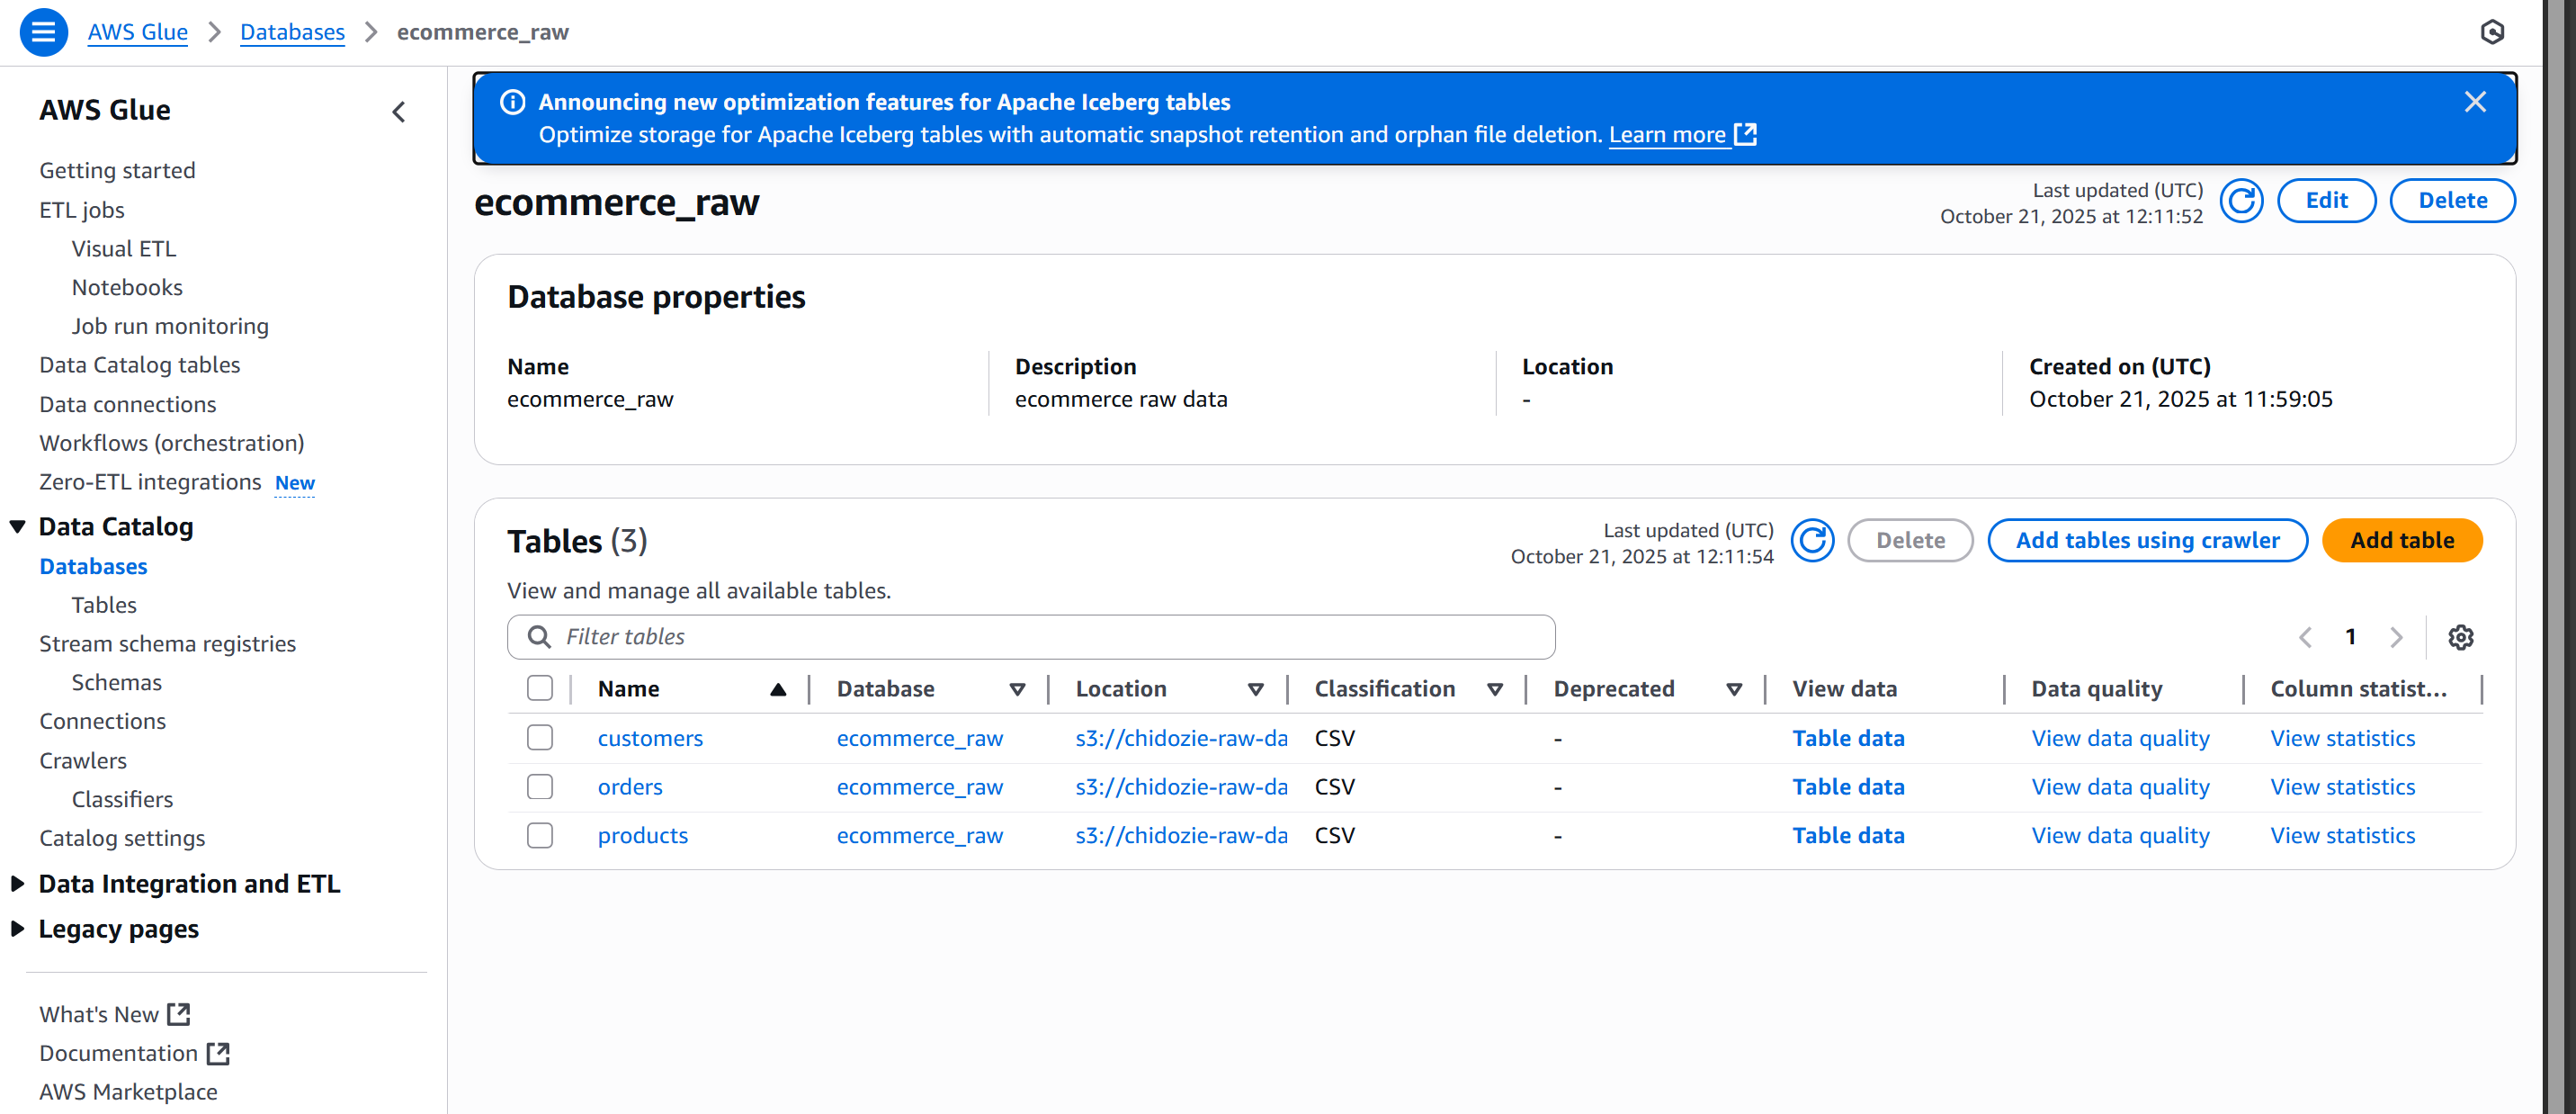 AWS Glue > Databases > ecommerce_raw
AWS Glue
Getting started
ETL jobs
Visual ETL
Notebooks
Job run monitoring
Data Catalog tables
Data connections
Workflows (orchestration)
Zero-ETL integrations New
Data Catalog
Databases
Tables
Stream schema registries
Schemas
Connections
Crawlers
Classifiers
Catalog settings
Data Integration and ETL
Legacy pages
What's New
Documentation
AWS Marketplace
Announcing new optimization features for Apache Iceberg tables
Optimize storage for Apache Iceberg tables with automatic snapshot retention and orphan file deletion. Learn more
ecommerce_raw
Last updated (UTC)
October 21, 2025 at 12:11:52
Edit
Delete
Database properties
Name
ecommerce_raw
Description
ecommerce raw data
Location
-
Created on (UTC)
October 21, 2025 at 11:59:05
Tables (3)
Last updated (UTC)
October 21, 2025 at 12:11:54
Delete
Add tables using crawler
Add table
View and manage all available tables.
Filter tables
1
Name Database Location Classification Deprecated View data Data quality Column statist...
customers ecommerce_raw s3://chidozie-raw-da CSV - Table data View data quality View statistics
orders ecommerce_raw s3://chidozie-raw-da CSV - Table data View data quality View statistics
products ecommerce_raw s3://chidozie-raw-da CSV - Table data View data quality View statistics